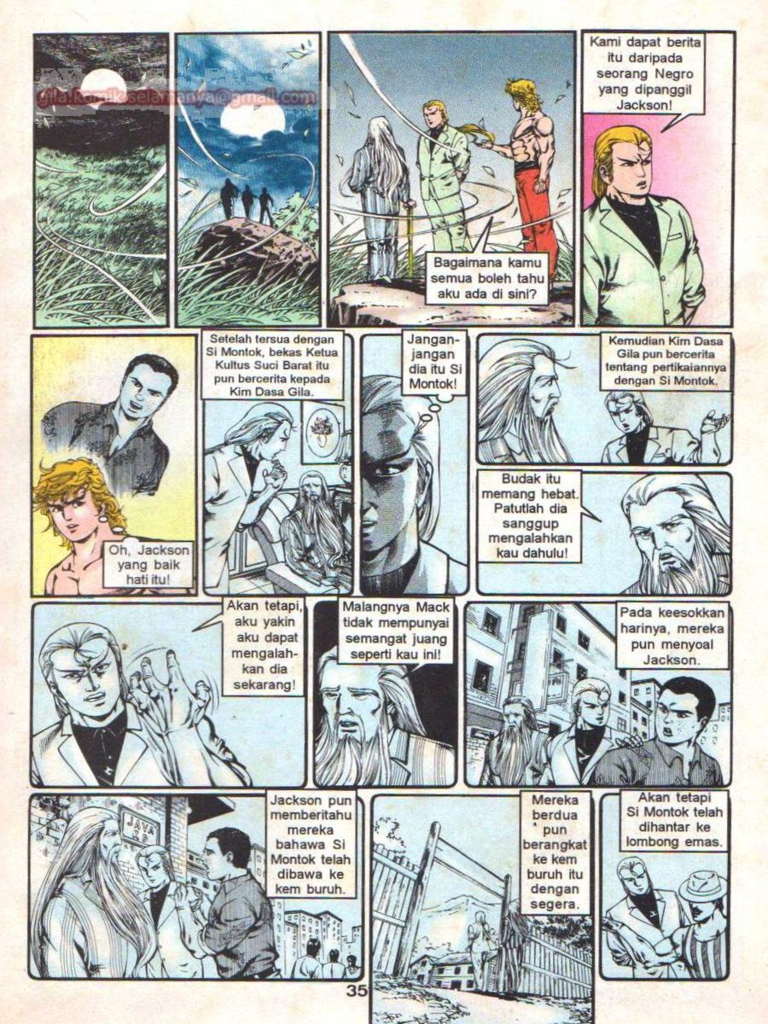 gila.komik.selamanya@gmail.com
Kami dapat berita
itu daripada
seorang Negro
yang dipanggil
Jackson!
Bagaimana kamu
semua boleh tahu
aku ada di sini?
Oh, Jackson
yang baik
hati itu!
Setelah tersua dengan
Si Montok, bekas Ketua
Kultus Suci Barat itu
pun bercerita kepada
Kim Dasa Gila.
Jangan-
jangan
dia itu Si
Montok!
Kemudian Kim Dasa
Gila pun bercerita
tentang pertikaiannya
dengan Si Montok.
Budak itu
memang hebat.
Patutlah dia
sanggup
mengalahkan
kau dahulu!
Akan tetapi,
aku yakin
aku dapat
mengalah-
kan dia
sekarang!
Malangnya Mack
tidak mempunyai
semangat juang
seperti kau ini!
Pada keesokkan
harinya, mereka
pun menyoal
Jackson.
JAVA
Jackson pun
memberitahu
mereka
bahawa Si
Montok telah
dibawa ke
kem buruh.
Mereka
berdua
pun
berangkat
ke kem
buruh itu
dengan
segera.
Akan tetapi
Si Montok telah
dihantar ke
lombong emas.
35